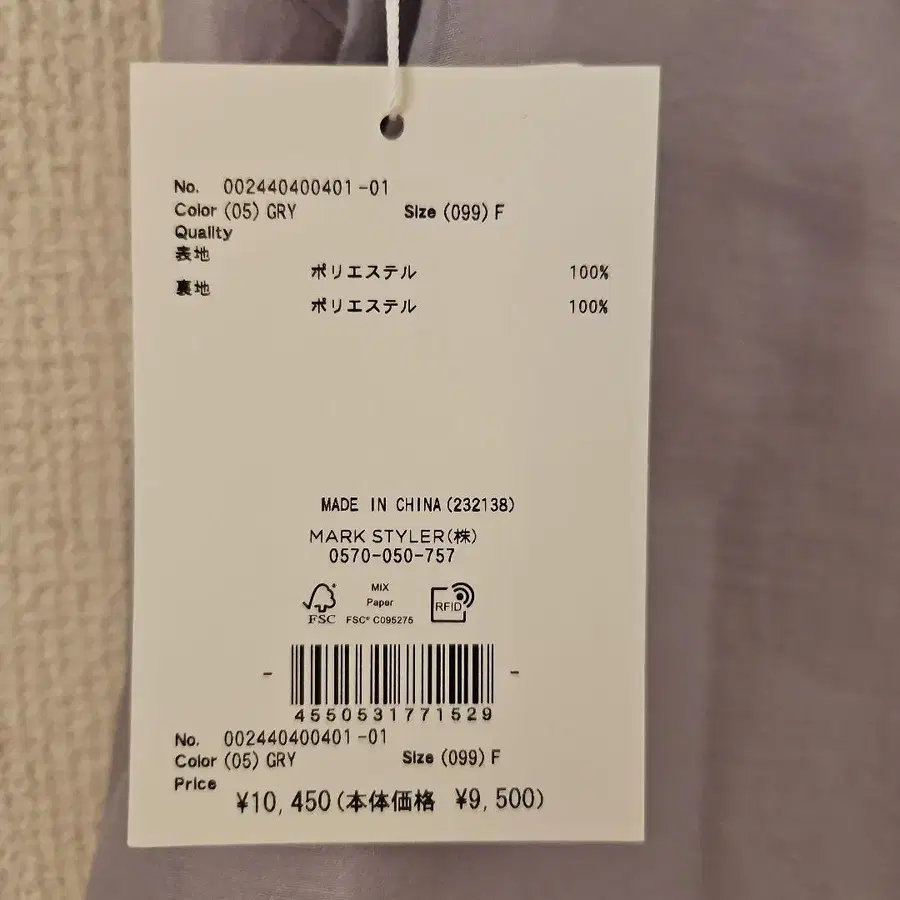 No. 002440400401-01
Color (05) GRY Size (099) F
Quality
表地
ポリエステル 100%
裏地
ポリエステル 100%
MADE IN CHINA(232138)
MARK STYLER(株)
0570-050-757
FSC
MIX
Paper
FSC® C095275
RFID
4550531771529
No. 002440400401-01
Color (05) GRY Size (099) F
Price
¥10,450(本体価格 ¥9,500)